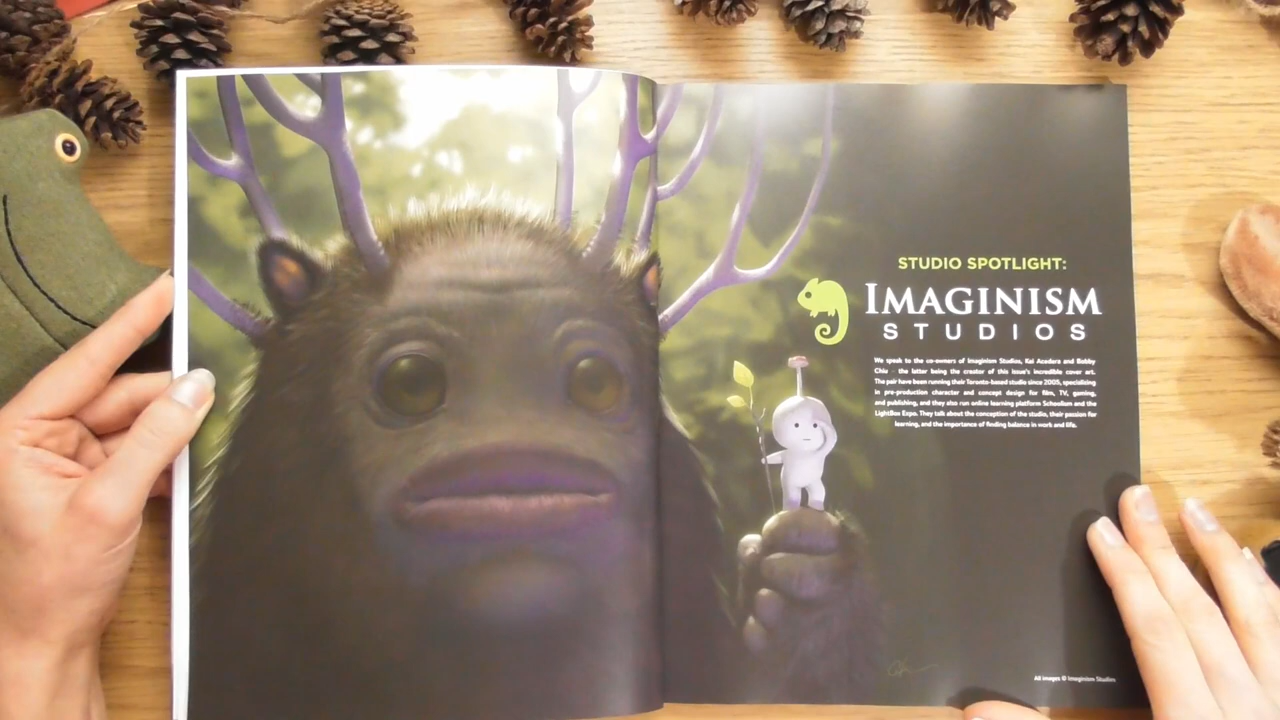 STUDIO SPOTLIGHT:
IMAGINISM
STUDIOS
We speak to the co-owners of Imaginism Studios, Kei Acedera and Bobby
Chiu – the latter being the creator of this issue's incredible cover art.
The pair have been running their Toronto-based studio since 2005, specializing
in pre-production character and concept design for film, TV, gaming,
and publishing, and they also run online learning platform Schoolism and the
LightBox Expo. They talk about the conception of the studio, their passion for
learning, and the importance of finding balance in work and life.
All images © Imaginism Studios